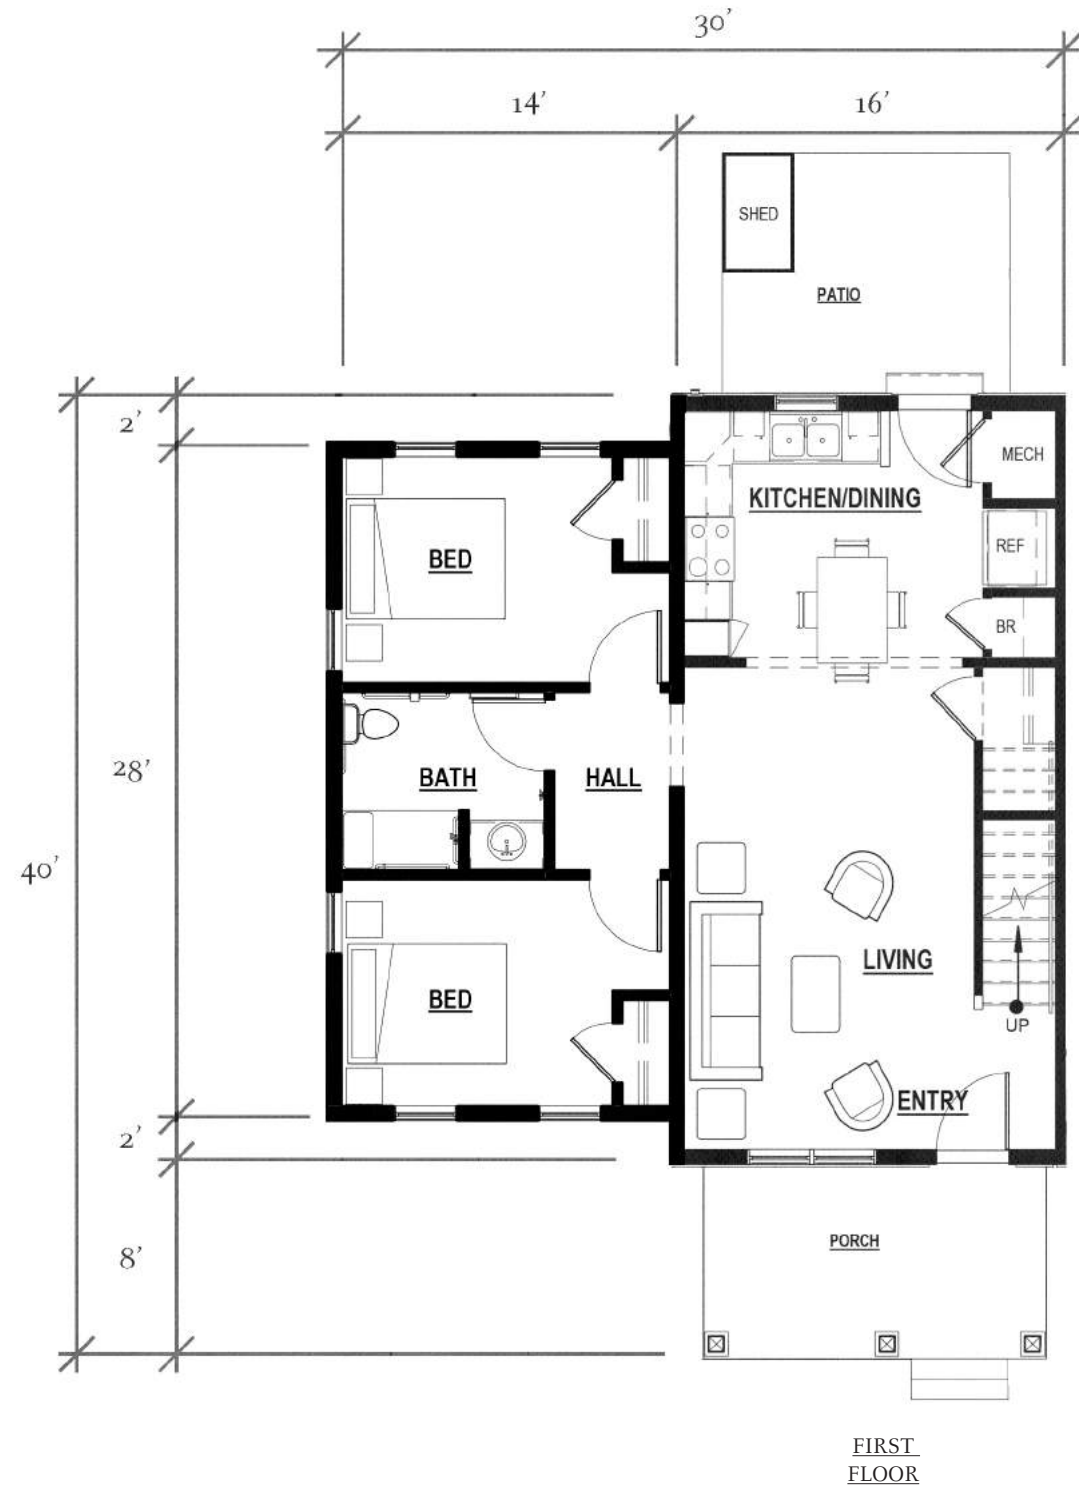 30'
14'
16'
SHED
PATIO
2'
MECH
KITCHEN/DINING
REF
BED
BR
28'
BATH
HALL
40'
LIVING
BED
UP
ENTRY
2'
PORCH
8'
FIRST
FLOOR